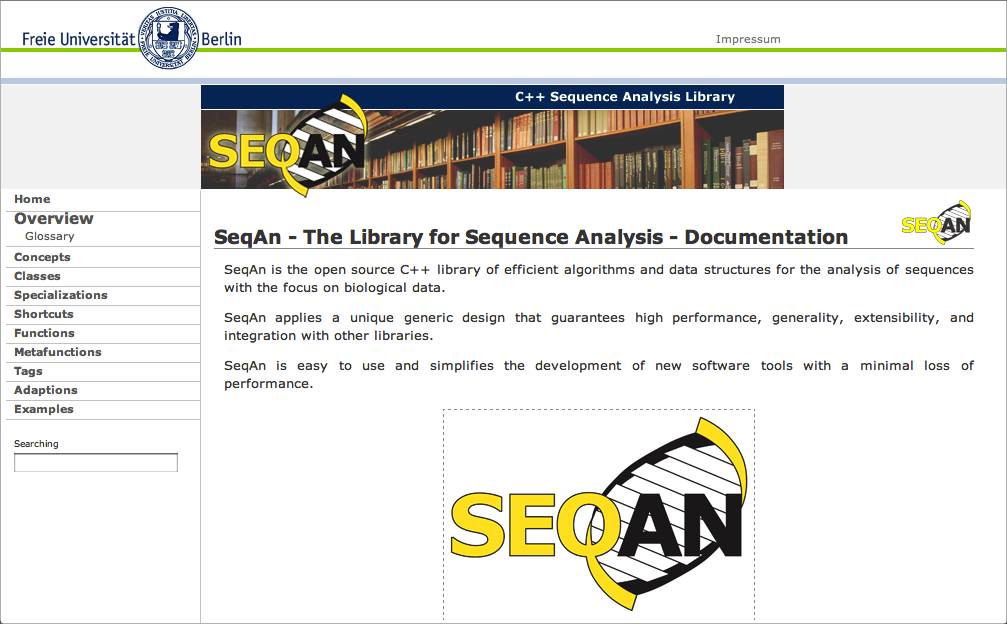 Freie Universität Berlin
Impressum
C++ Sequence Analysis Library
SEQAN
Home
Overview
Glossary
Concepts
Classes
Specializations
Shortcuts
Functions
Metafunctions
Tags
Adaptions
Examples
Searching
SEQAN
SeqAn - The Library for Sequence Analysis - Documentation
SeqAn is the open source C++ library of efficient algorithms and data structures for the analysis of sequences
with the focus on biological data.
SeqAn applies a unique generic design that guarantees high performance, generality, extensibility, and
integration with other libraries.
SeqAn is easy to use and simplifies the development of new software tools with a minimal loss of
performance.
SEQAN